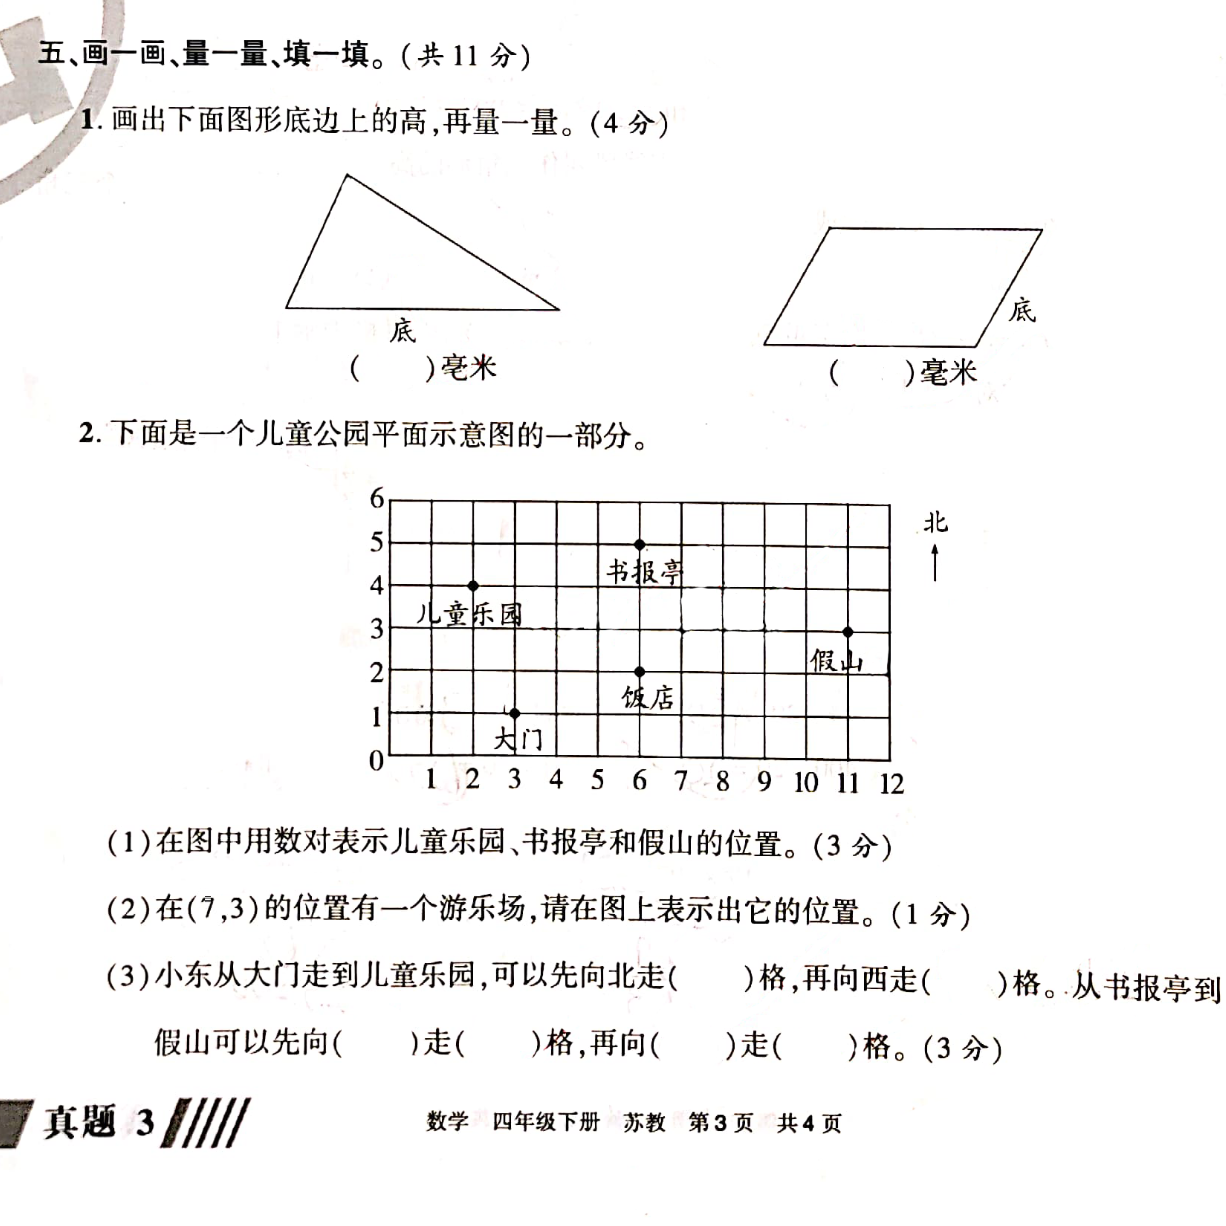 五、画一画、量一量、填一填。(共 11 分)
1. 画出下面图形底边上的高,再量一量。(4 分)
底
底
(    )毫米
(    )毫米
2. 下面是一个儿童公园平面示意图的一部分。
6
北
5
书报亭
4
儿童乐园
3
假山
2
饭店
1
大门
0
1 2 3 4 5 6 7 8 9 10 11 12
(1)在图中用数对表示儿童乐园、书报亭和假山的位置。(3 分)
(2)在(7,3)的位置有一个游乐场,请在图上表示出它的位置。(1 分)
(3)小东从大门走到儿童乐园,可以先向北走(    )格,再向西走(    )格。从书报亭到
假山可以先向(    )走(    )格,再向(    )走(    )格。(3 分)
真题 3
数学 四年级下册 苏教 第 3 页 共 4 页